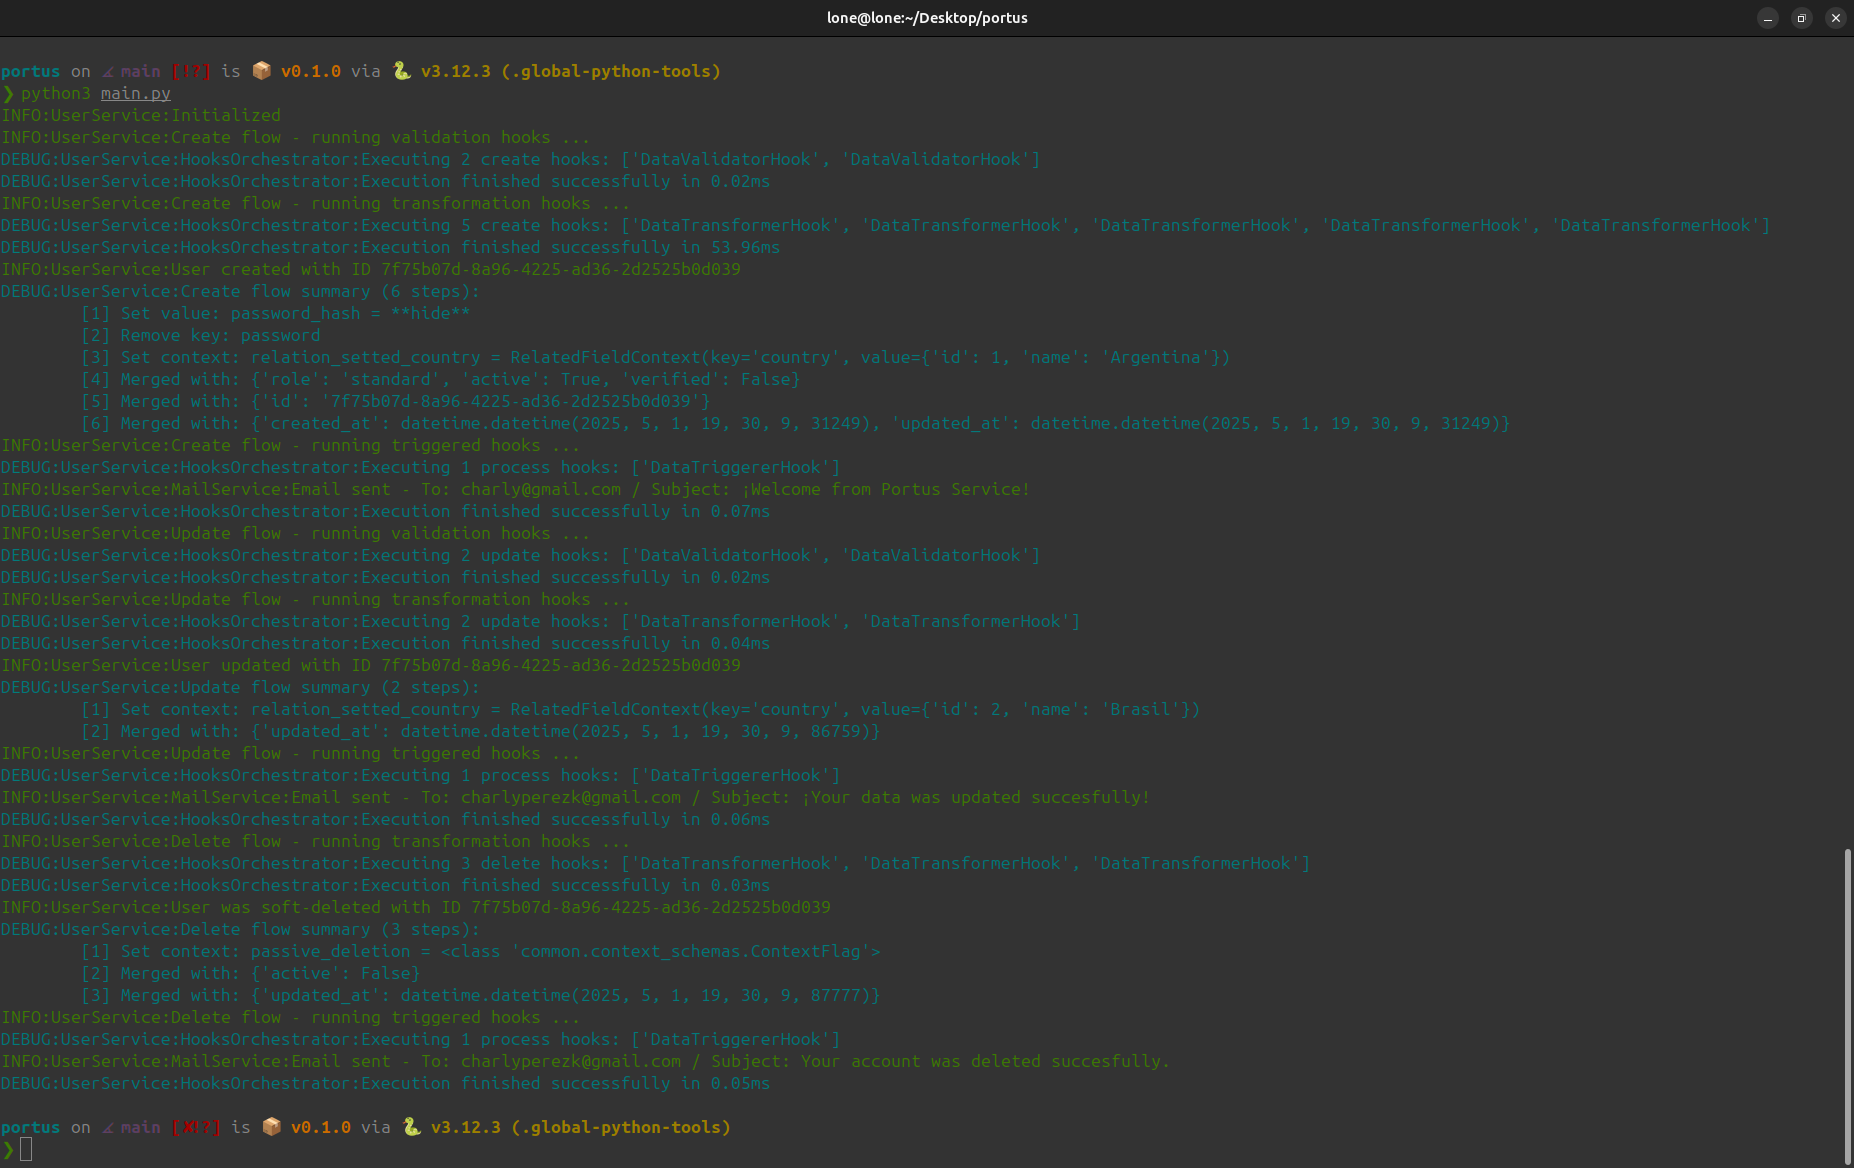 lone@lone:~/Desktop/portus
portus on main [!?] is 📦 v0.1.0 via 🐍 v3.12.3 (.global-python-tools)
❯ python3 main.py
INFO:UserService:Initialized
INFO:UserService:Create flow - running validation hooks ...
DEBUG:UserService:HooksOrchestrator:Executing 2 create hooks: ['DataValidatorHook', 'DataValidatorHook']
DEBUG:UserService:HooksOrchestrator:Execution finished successfully in 0.02ms
INFO:UserService:Create flow - running transformation hooks ...
DEBUG:UserService:HooksOrchestrator:Executing 5 create hooks: ['DataTransformerHook', 'DataTransformerHook', 'DataTransformerHook', 'DataTransformerHook', 'DataTransformerHook']
DEBUG:UserService:HooksOrchestrator:Execution finished successfully in 53.96ms
INFO:UserService:User created with ID 7f75b07d-8a96-4225-ad36-2d2525b0d039
DEBUG:UserService:Create flow summary (6 steps):
[1] Set value: password_hash = **hide**
[2] Remove key: password
[3] Set context: relation_setted_country = RelatedFieldContext(key='country', value={'id': 1, 'name': 'Argentina'})
[4] Merged with: {'role': 'standard', 'active': True, 'verified': False}
[5] Merged with: {'id': '7f75b07d-8a96-4225-ad36-2d2525b0d039'}
[6] Merged with: {'created_at': datetime.datetime(2025, 5, 1, 19, 30, 9, 31249), 'updated_at': datetime.datetime(2025, 5, 1, 19, 30, 9, 31249)}
INFO:UserService:Create flow - running triggered hooks ...
DEBUG:UserService:HooksOrchestrator:Executing 1 process hooks: ['DataTriggererHook']
INFO:UserService:MailService:Email sent - To: charly@gmail.com / Subject: ¡Welcome from Portus Service!
DEBUG:UserService:HooksOrchestrator:Execution finished successfully in 0.07ms
INFO:UserService:Update flow - running validation hooks ...
DEBUG:UserService:HooksOrchestrator:Executing 2 update hooks: ['DataValidatorHook', 'DataValidatorHook']
DEBUG:UserService:HooksOrchestrator:Execution finished successfully in 0.02ms
INFO:UserService:Update flow - running transformation hooks ...
DEBUG:UserService:HooksOrchestrator:Executing 2 update hooks: ['DataTransformerHook', 'DataTransformerHook']
DEBUG:UserService:HooksOrchestrator:Execution finished successfully in 0.04ms
INFO:UserService:User updated with ID 7f75b07d-8a96-4225-ad36-2d2525b0d039
DEBUG:UserService:Update flow summary (2 steps):
[1] Set context: relation_setted_country = RelatedFieldContext(key='country', value={'id': 2, 'name': 'Brasil'})
[2] Merged with: {'updated_at': datetime.datetime(2025, 5, 1, 19, 30, 9, 86759)}
INFO:UserService:Update flow - running triggered hooks ...
DEBUG:UserService:HooksOrchestrator:Executing 1 process hooks: ['DataTriggererHook']
INFO:UserService:MailService:Email sent - To: charlyperezk@gmail.com / Subject: ¡Your data was updated succesfully!
DEBUG:UserService:HooksOrchestrator:Execution finished successfully in 0.06ms
INFO:UserService:Delete flow - running transformation hooks ...
DEBUG:UserService:HooksOrchestrator:Executing 3 delete hooks: ['DataTransformerHook', 'DataTransformerHook', 'DataTransformerHook']
DEBUG:UserService:HooksOrchestrator:Execution finished successfully in 0.03ms
INFO:UserService:User was soft-deleted with ID 7f75b07d-8a96-4225-ad36-2d2525b0d039
DEBUG:UserService:Delete flow summary (3 steps):
[1] Set context: passive_deletion = <class 'common.context_schemas.ContextFlag'>
[2] Merged with: {'active': False}
[3] Merged with: {'updated_at': datetime.datetime(2025, 5, 1, 19, 30, 9, 87777)}
INFO:UserService:Delete flow - running triggered hooks ...
DEBUG:UserService:HooksOrchestrator:Executing 1 process hooks: ['DataTriggererHook']
INFO:UserService:MailService:Email sent - To: charlyperezk@gmail.com / Subject: Your account was deleted succesfully.
DEBUG:UserService:HooksOrchestrator:Execution finished successfully in 0.05ms
portus on main [✘!?] is 📦 v0.1.0 via 🐍 v3.12.3 (.global-python-tools)
❯